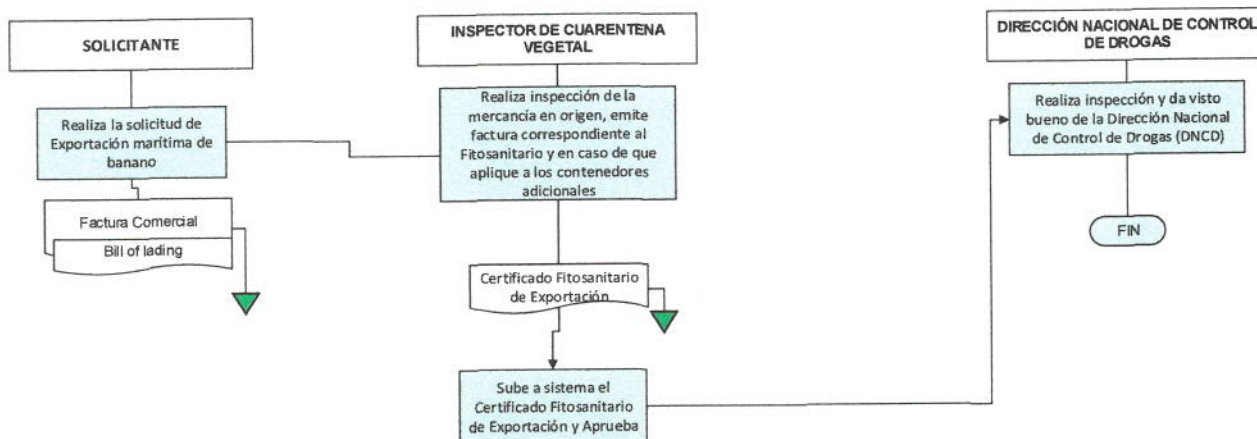 SOLICITANTE
Realiza la solicitud de
Exportación marítima de
banano
Factura Comercial
Bill of lading
INSPECTOR DE CUARENTENA
VEGETAL
Realiza inspección de la
mercancía en origen, emite
factura correspondiente al
Fitosanitario y en caso de que
aplique a los contenedores
adicionales
Certificado Fitosanitario
de Exportación
Sube a sistema el
Certificado Fitosanitario
de Exportación y Aprueba
DIRECCIÓN NACIONAL DE CONTROL
DE DROGAS
Realiza inspección y da visto
bueno de la Dirección Nacional
de Control de Drogas (DNCD)
FIN